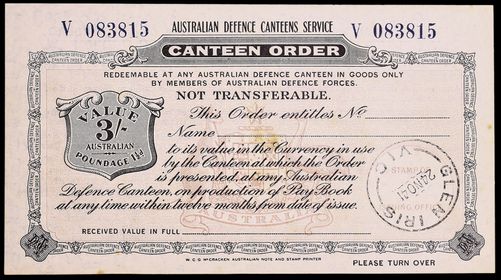 V 083815 AUSTRALIAN DEFENCE CANTEENS SERVICE V 083815
CANTEEN ORDER
REDEEMABLE AT ANY AUSTRALIAN DEFENCE CANTEEN IN GOODS ONLY
BY MEMBERS OF AUSTRALIAN DEFENCE FORCES.
NOT TRANSFERABLE.
VALUE
3/-
AUSTRALIAN
POUNDAGE 1½d
This Order entitles No
Name
to its value in the Currency in use
by the Canteen at which the Order
is presented, at any Australian
Defence Canteen, on production of Pay Book
at any time within twelve months from date of issue.
STAMP
OFFICE
AUSTRALIA
GLEN IRIS
VIC
RECEIVED VALUE IN FULL
W. C. G. McCRACKEN AUSTRALIAN NOTE AND STAMP PRINTER
PLEASE TURN OVER